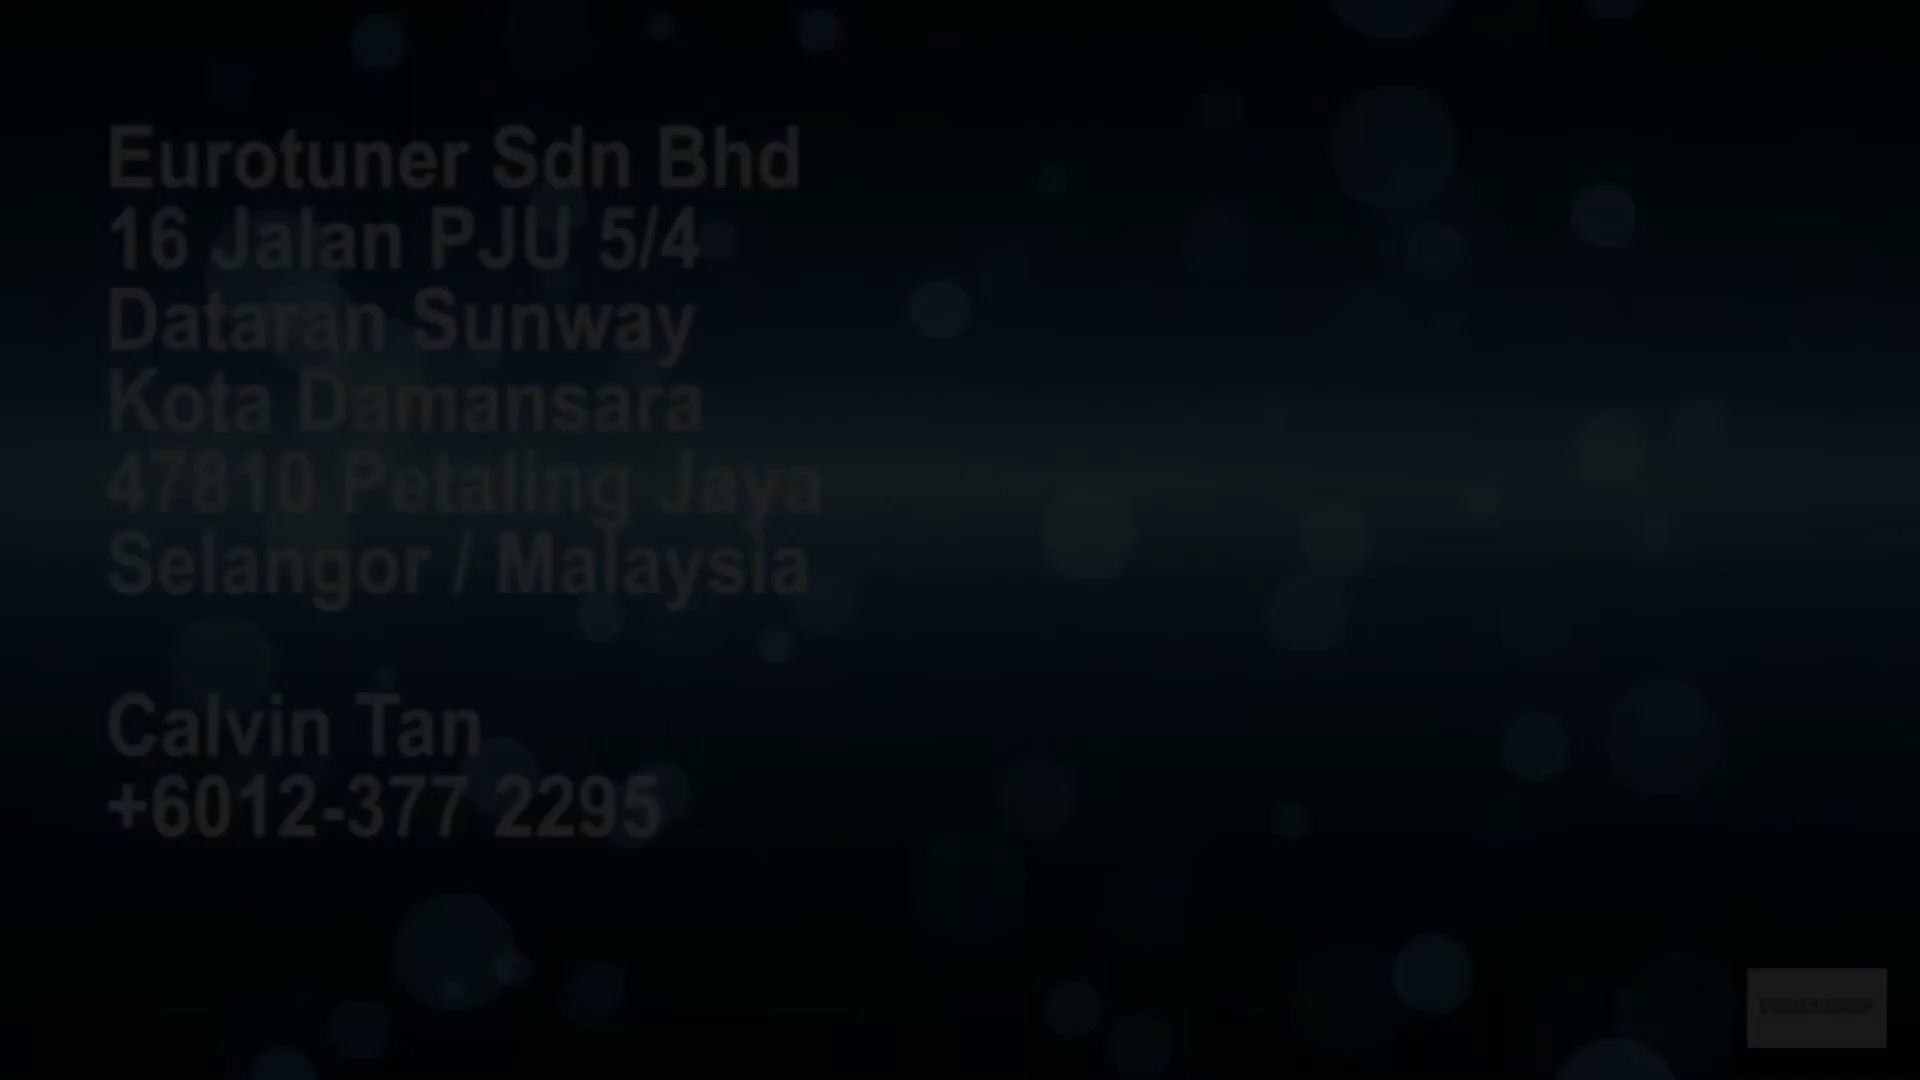 Eurotuner Sdn Bhd
16 Jalan PJU 5/4
Dataran Sunway
Kota Damansara
47810 Petaling Jaya
Selangor / Malaysia
Calvin Tan
+6012-377 2295